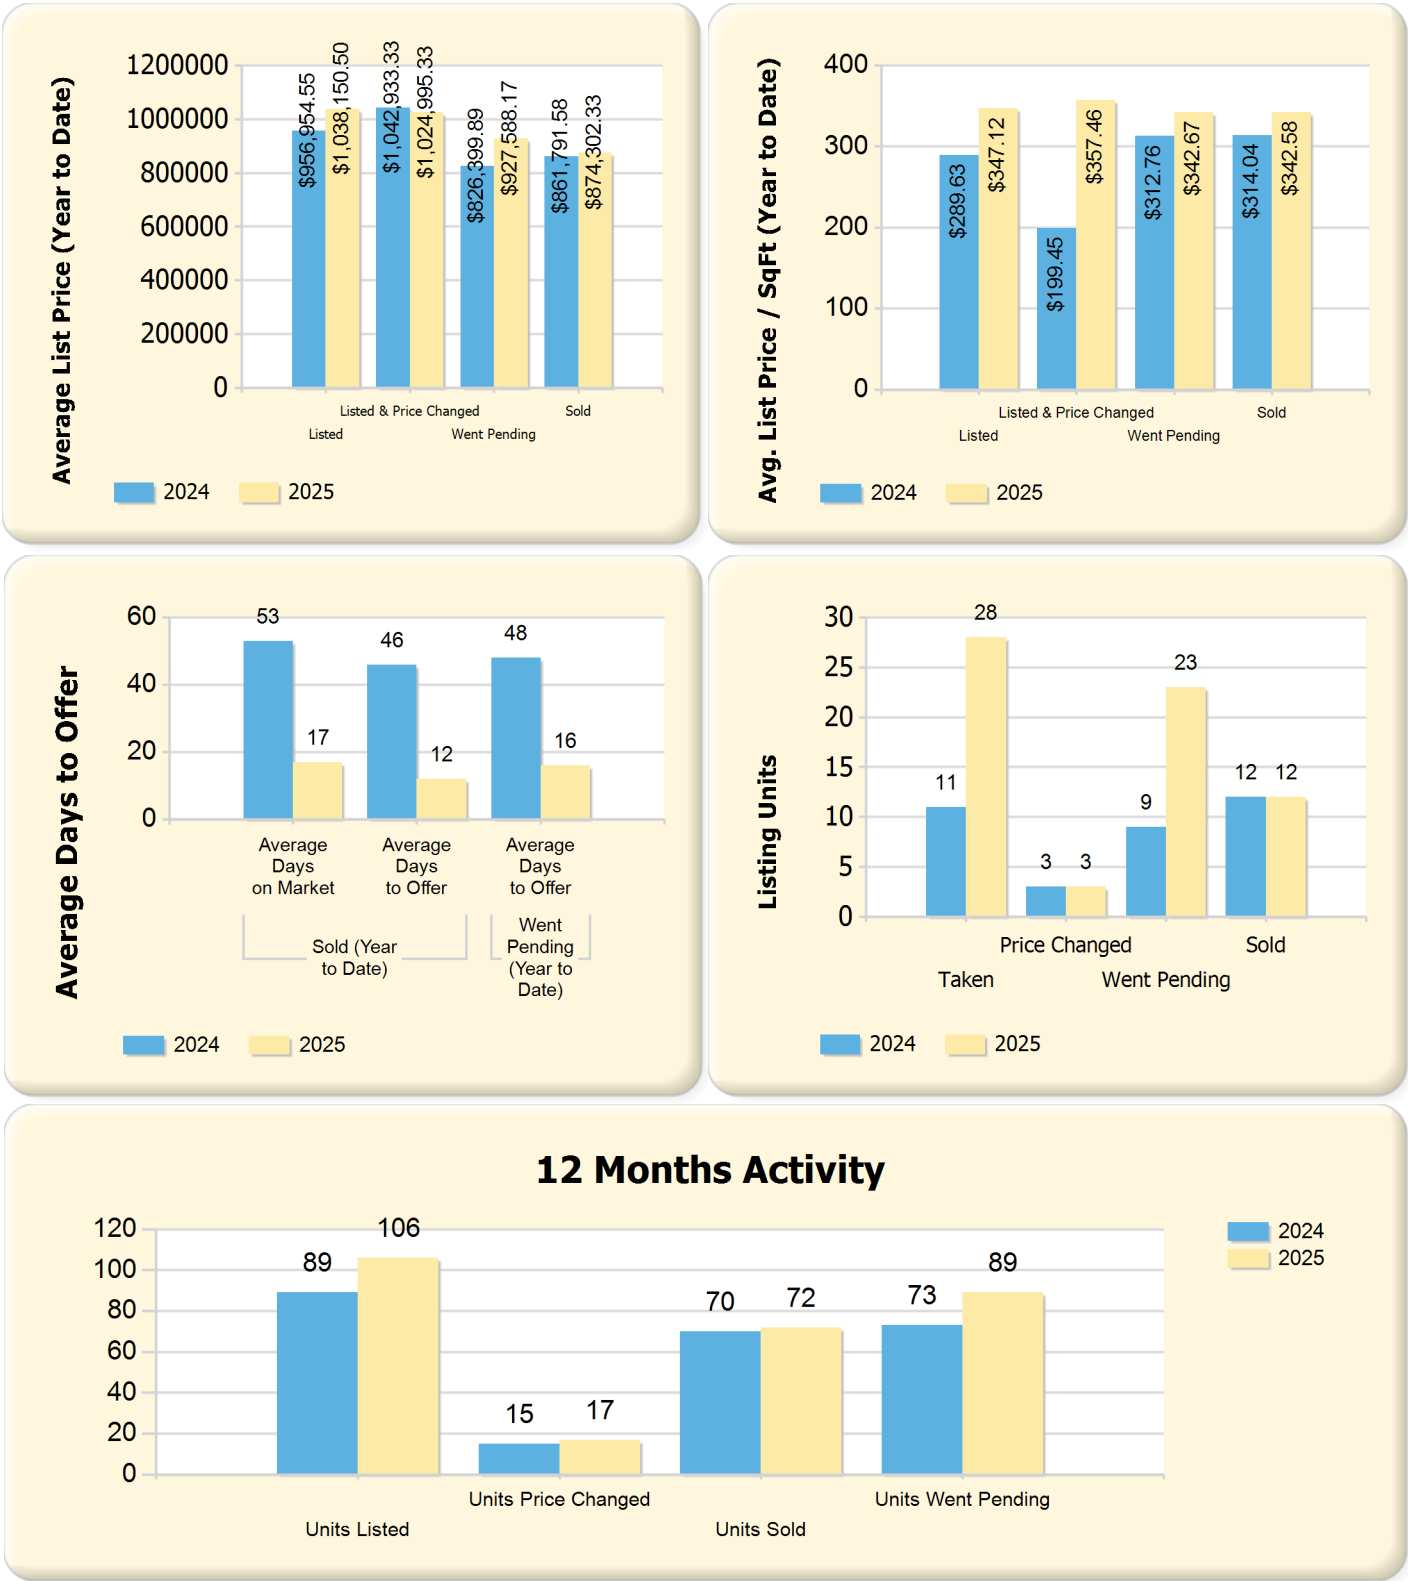 Average List Price (Year to Date)
1200000
1000000
800000
600000
400000
200000
0
$956,954.55
$1,038,150.50
$1,042,933.33
$1,024,995.33
$826,399.89
$927,588.17
$861,791.58
$874,302.33
Listed & Price Changed
Sold
Listed
Went Pending
2024
2025
Avg. List Price / SqFt (Year to Date)
400
300
200
100
0
$289.63
$347.12
$199.45
$357.46
$312.76
$342.67
$314.04
$342.58
Listed & Price Changed
Sold
Listed
Went Pending
2024
2025
Average Days to Offer
60
40
20
0
53
17
46
12
48
16
Average
Days
on Market
Average
Days
to Offer
Average
Days
to Offer
Sold (Year
to Date)
Went
Pending
(Year to
Date)
2024
2025
Listing Units
30
25
20
15
10
5
0
11
28
3
3
9
23
12
12
Price Changed
Sold
Taken
Went Pending
2024
2025
12 Months Activity
120
100
80
60
40
20
0
89
106
15
17
70
72
73
89
Units Price Changed
Units Went Pending
Units Listed
Units Sold
2024
2025